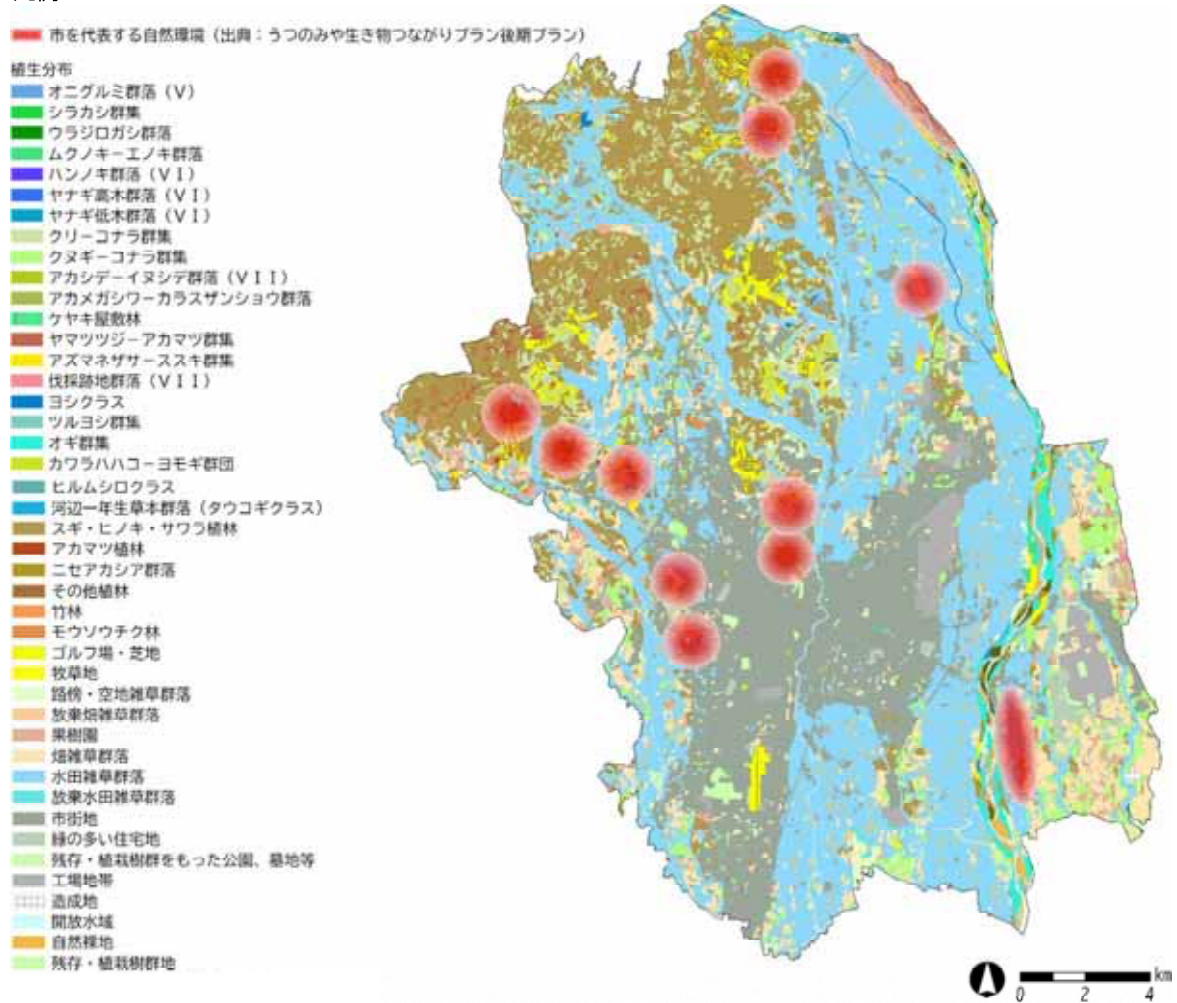 市を代表する自然環境（出典：うつのみや生き物つながりプラン後期プラン）
植生分布
オニグルミ群落（Ⅴ）
シラカシ群集
ウラジロガシ群落
ムクノキーエノキ群落
ハンノキ群落（ＶＩ）
ヤナギ高木群落（ＶＩ）
ヤナギ低木群落（ＶＩ）
クリーコナラ群集
クヌギーコナラ群集
アカシデーイヌシデ群落（ＶＩＩ）
アカメガシワーカラスザンショウ群落
ケヤキ屋敷林
ヤマツツジーアカマツ群集
アズマネザサーススキ群集
伐採跡地群落（ＶＩＩ）
ヨシクラス
ツルヨシ群集
オギ群集
カワラハハコーヨモギ群団
ヒルムシロクラス
河辺一年生草本群落（タウコギクラス）
スギ・ヒノキ・サワラ植林
アカマツ植林
ニセアカシア群落
その他植林
竹林
モウソウチク林
ゴルフ場・芝地
牧草地
路傍・空地雑草群落
放棄畑雑草群落
果樹園
畑雑草群落
水田雑草群落
放棄水田雑草群落
市街地
緑の多い住宅地
残存・植栽樹群をもった公園、墓地等
工場地帯
造成地
開放水域
自然裸地
残存・植栽樹群地
km
0 2 4